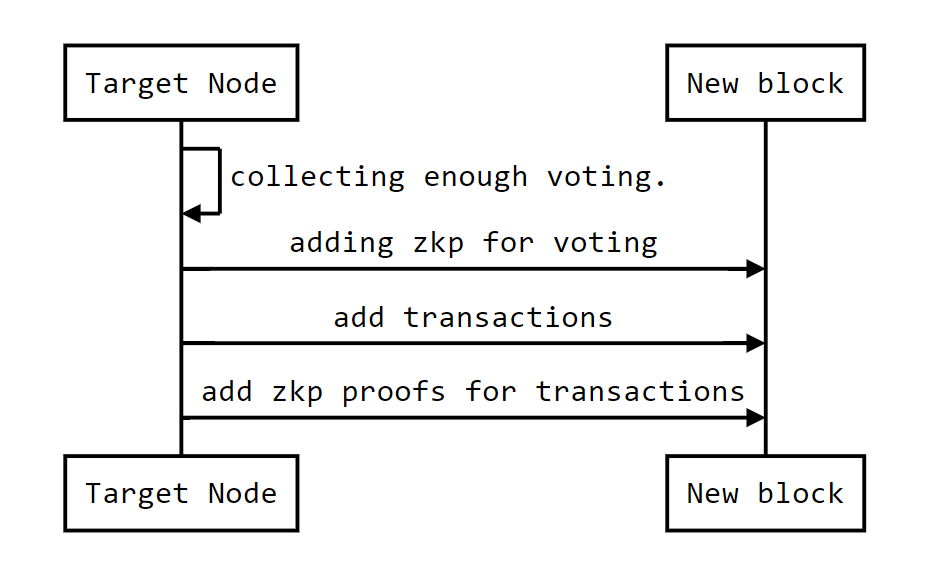 Target Node
New block
collecting enough voting.
adding zkp for voting
add transactions
add zkp proofs for transactions
Target Node
New block